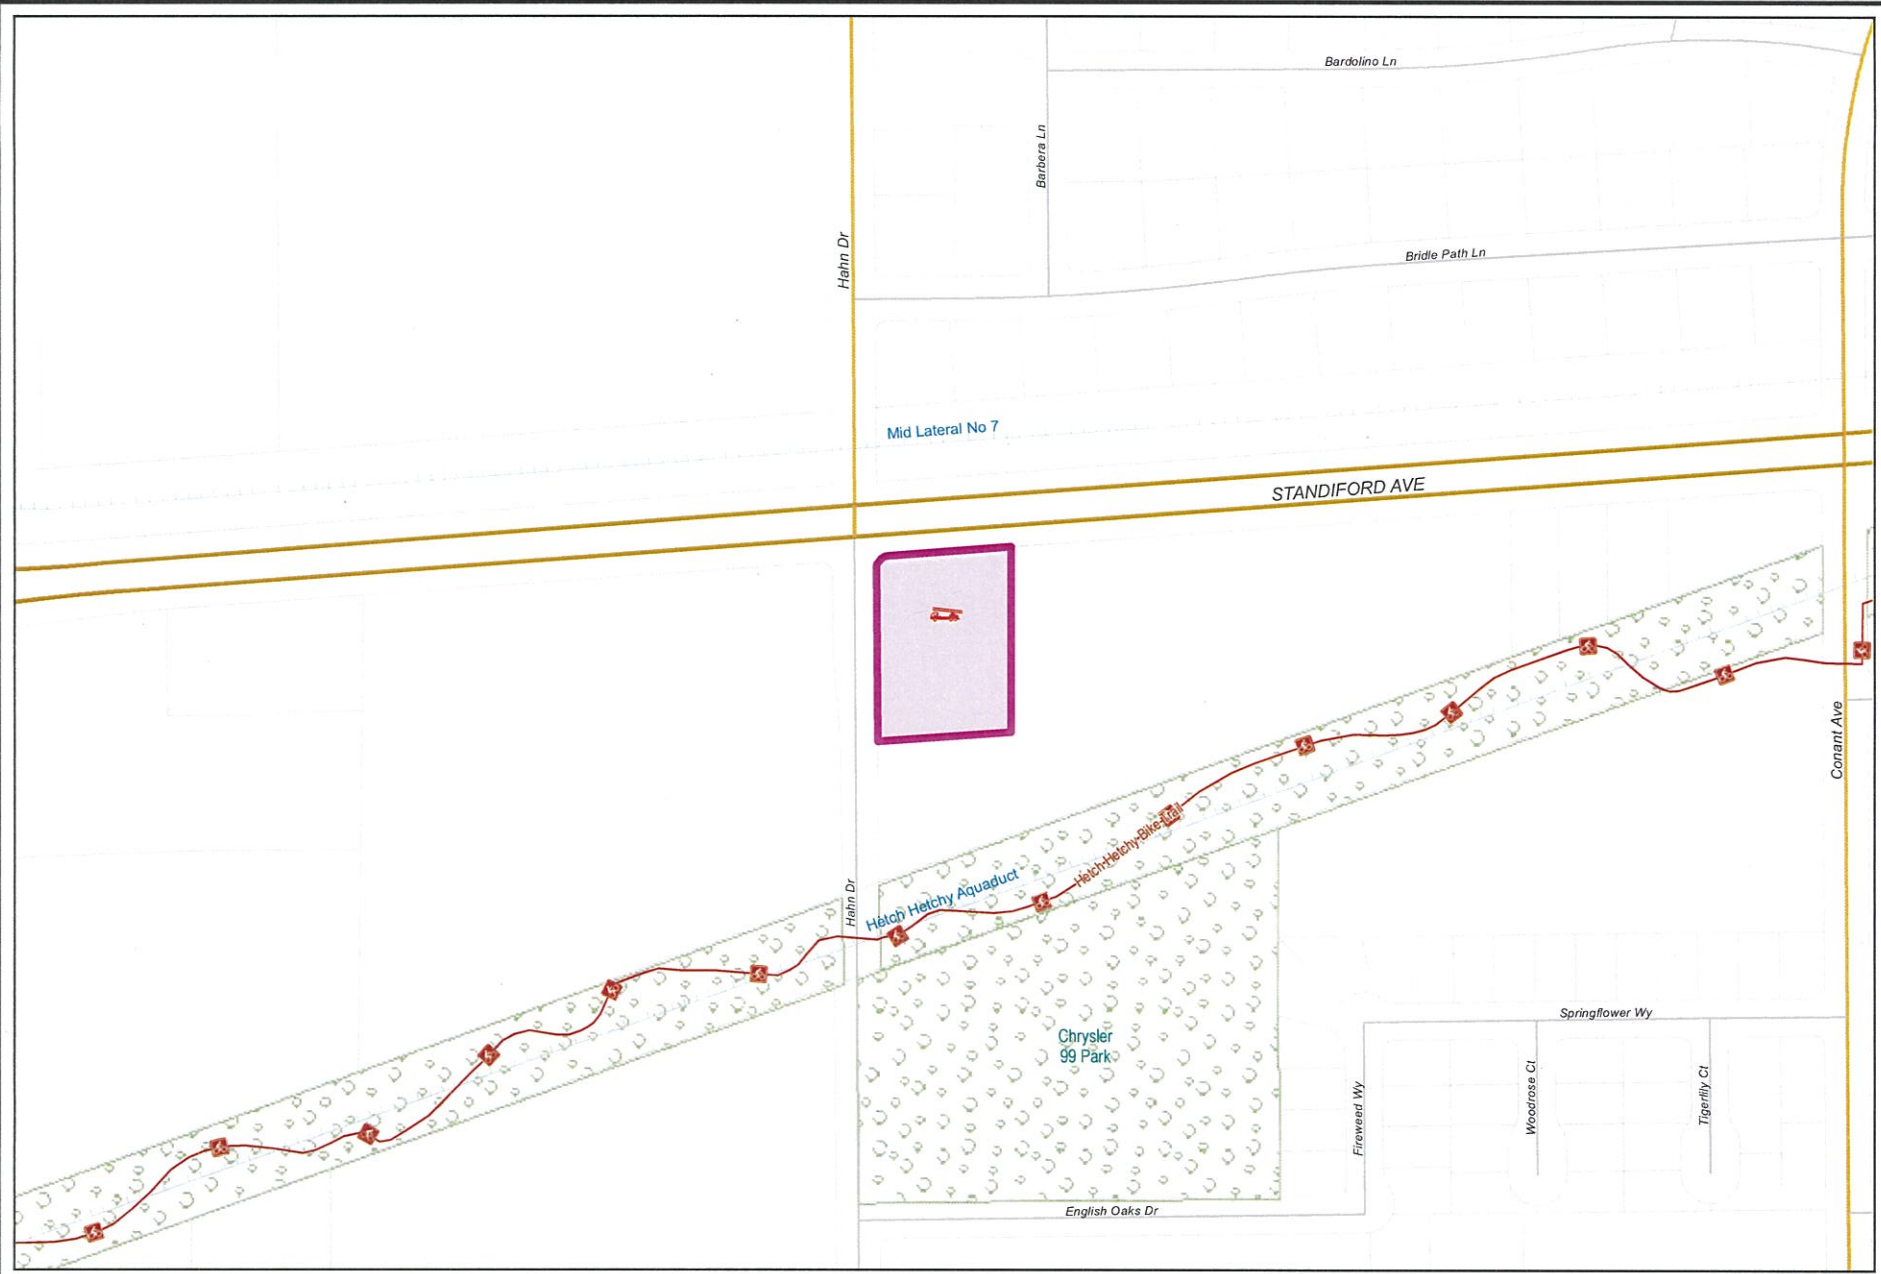 Bardolino Ln
Barbera Ln
Hahn Dr
Bridle Path Ln
Mid Lateral No 7
STANDIFORD AVE
Conant Ave
Hetch-Hetchy-Bike-Trail
Hetch Hetchy Aquaduct
Hahn Dr
Chrysler
99 Park
Springflower Wy
Fireweed Wy
Woodrose Ct
Tigerlily Ct
English Oaks Dr